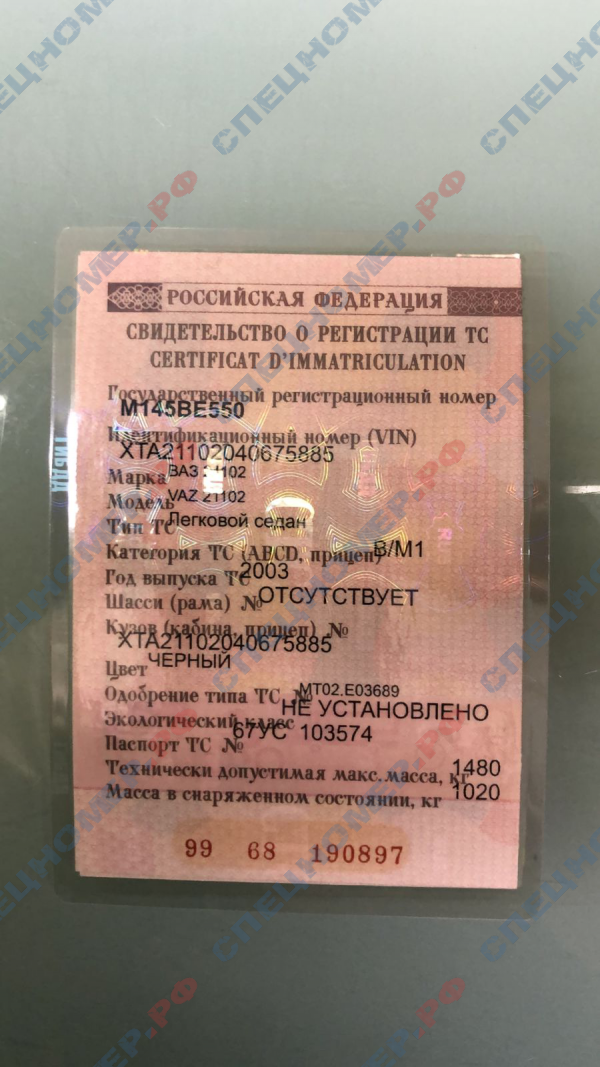 РОССИЙСКАЯ ФЕДЕРАЦИЯ
СВИДЕТЕЛЬСТВО О РЕГИСТРАЦИИ ТС
CERTIFICAT D'IMMATRICULATION
Государственный регистрационный номер
М145ВЕ550
Идентификационный номер (VIN)
XTA21102040675885
Марка ВАЗ 21102
Модель VAZ 21102
Тип ТС Легковой седан
Категория ТС (ABCD, прицеп) B/M1
Год выпуска ТС 2003
Шасси (рама) № ОТСУТСТВУЕТ
Кузов (кабина, прицеп) №
XTA21102040675885
Цвет ЧЕРНЫЙ
Одобрение типа ТС № МТ02.Е03689
Экологический класс НЕ УСТАНОВЛЕНО
Паспорт ТС № 67УС 103574
Технически допустимая макс. масса, кг 1480
Масса в снаряженном состоянии, кг 1020
99 68 190897
ГИБДД
СПЕЦНОМЕР.РФ